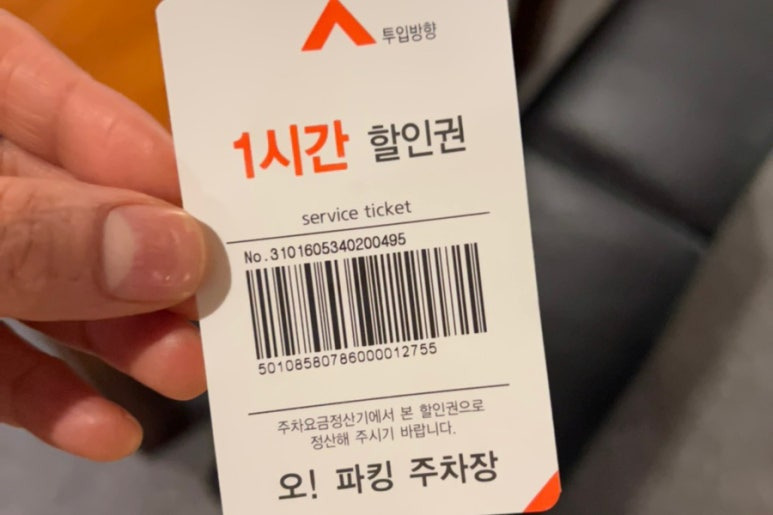 투입방향
1시간 할인권
service ticket
No.3101605340200495
50108580786000012755
주차요금정산기에서 본 할인권으로
정산해 주시기 바랍니다.
오! 파킹 주차장